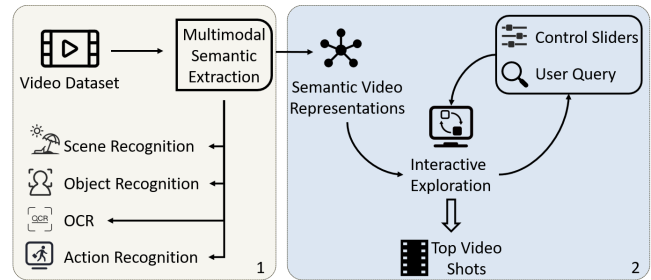 Video Dataset
Multimodal
Semantic
Extraction
Scene Recognition
Object Recognition
OCR
OCR
Action Recognition
1
Semantic Video
Representations
Control Sliders
User Query
Interactive
Exploration
Top Video
Shots
2